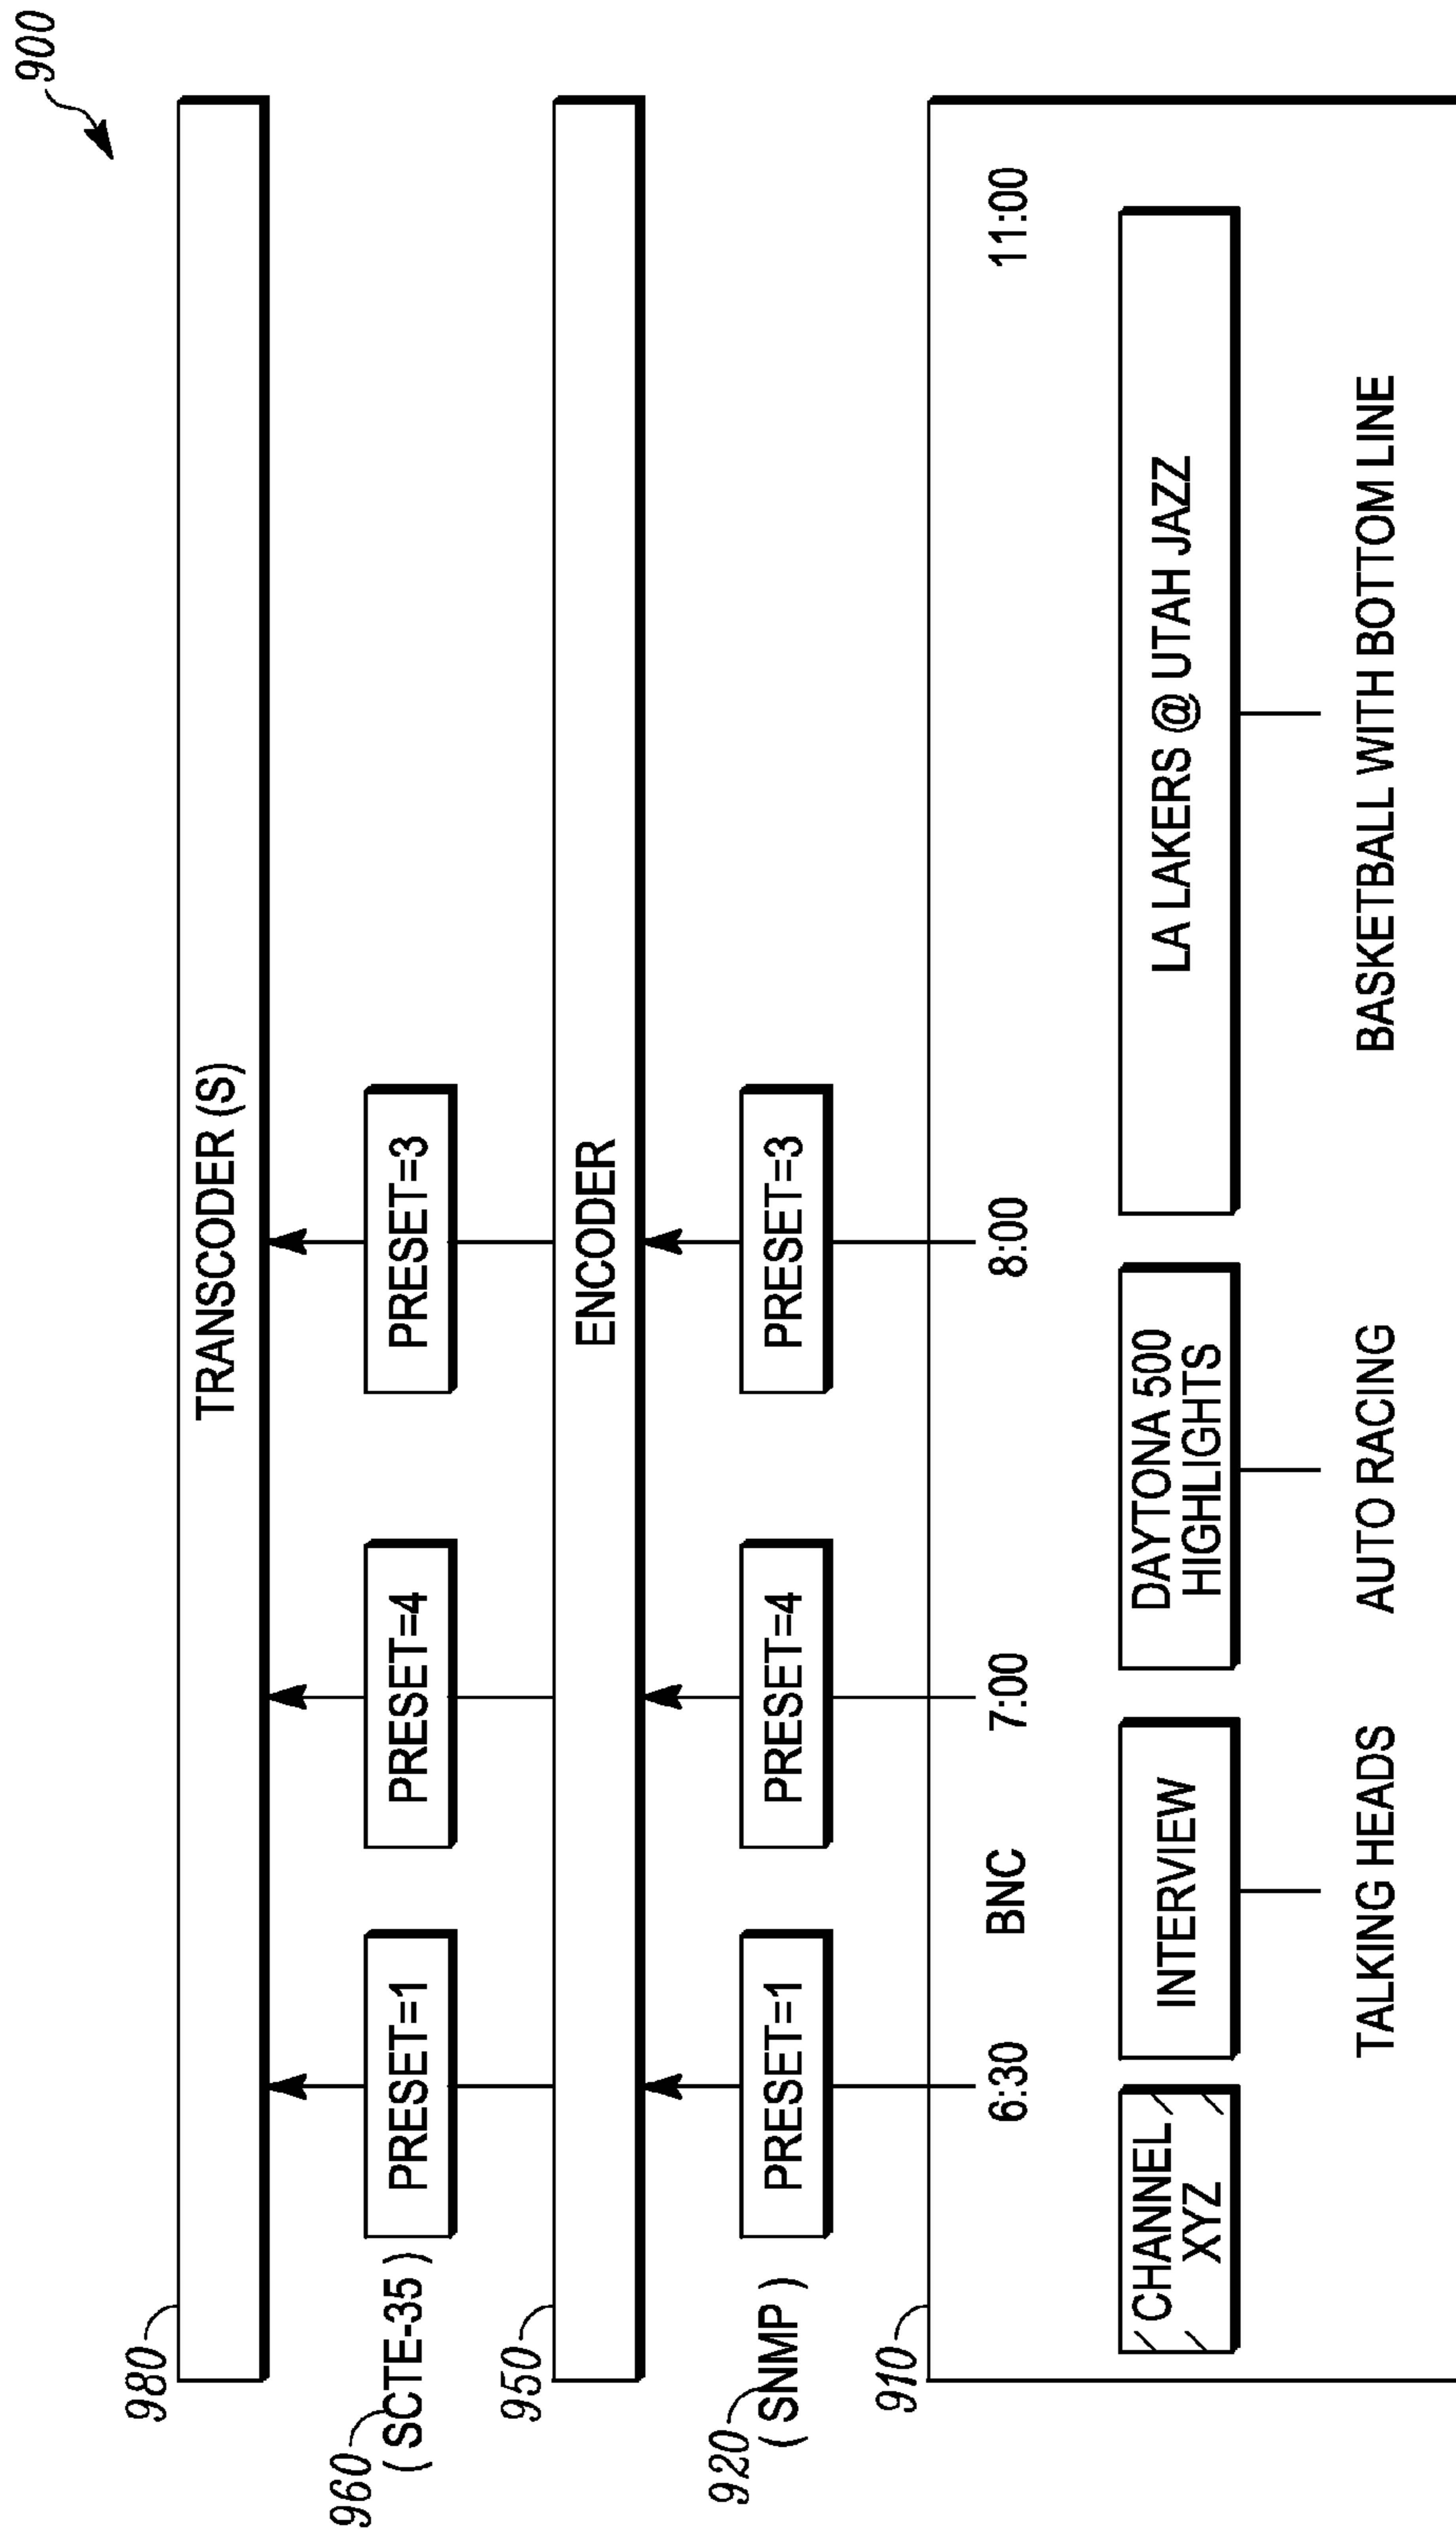 900
980
TRANSCODER (S)
960
( SCTE-35 )
PRESET=1
PRESET=4
PRESET=3
950
ENCODER
920
( SNMP )
PRESET=1
PRESET=4
PRESET=3
910
6:30
BNC
7:00
8:00
11:00
CHANNEL
XYZ
INTERVIEW
DAYTONA 500
HIGHLIGHTS
LA LAKERS @ UTAH JAZZ
TALKING HEADS
AUTO RACING
BASKETBALL WITH BOTTOM LINE